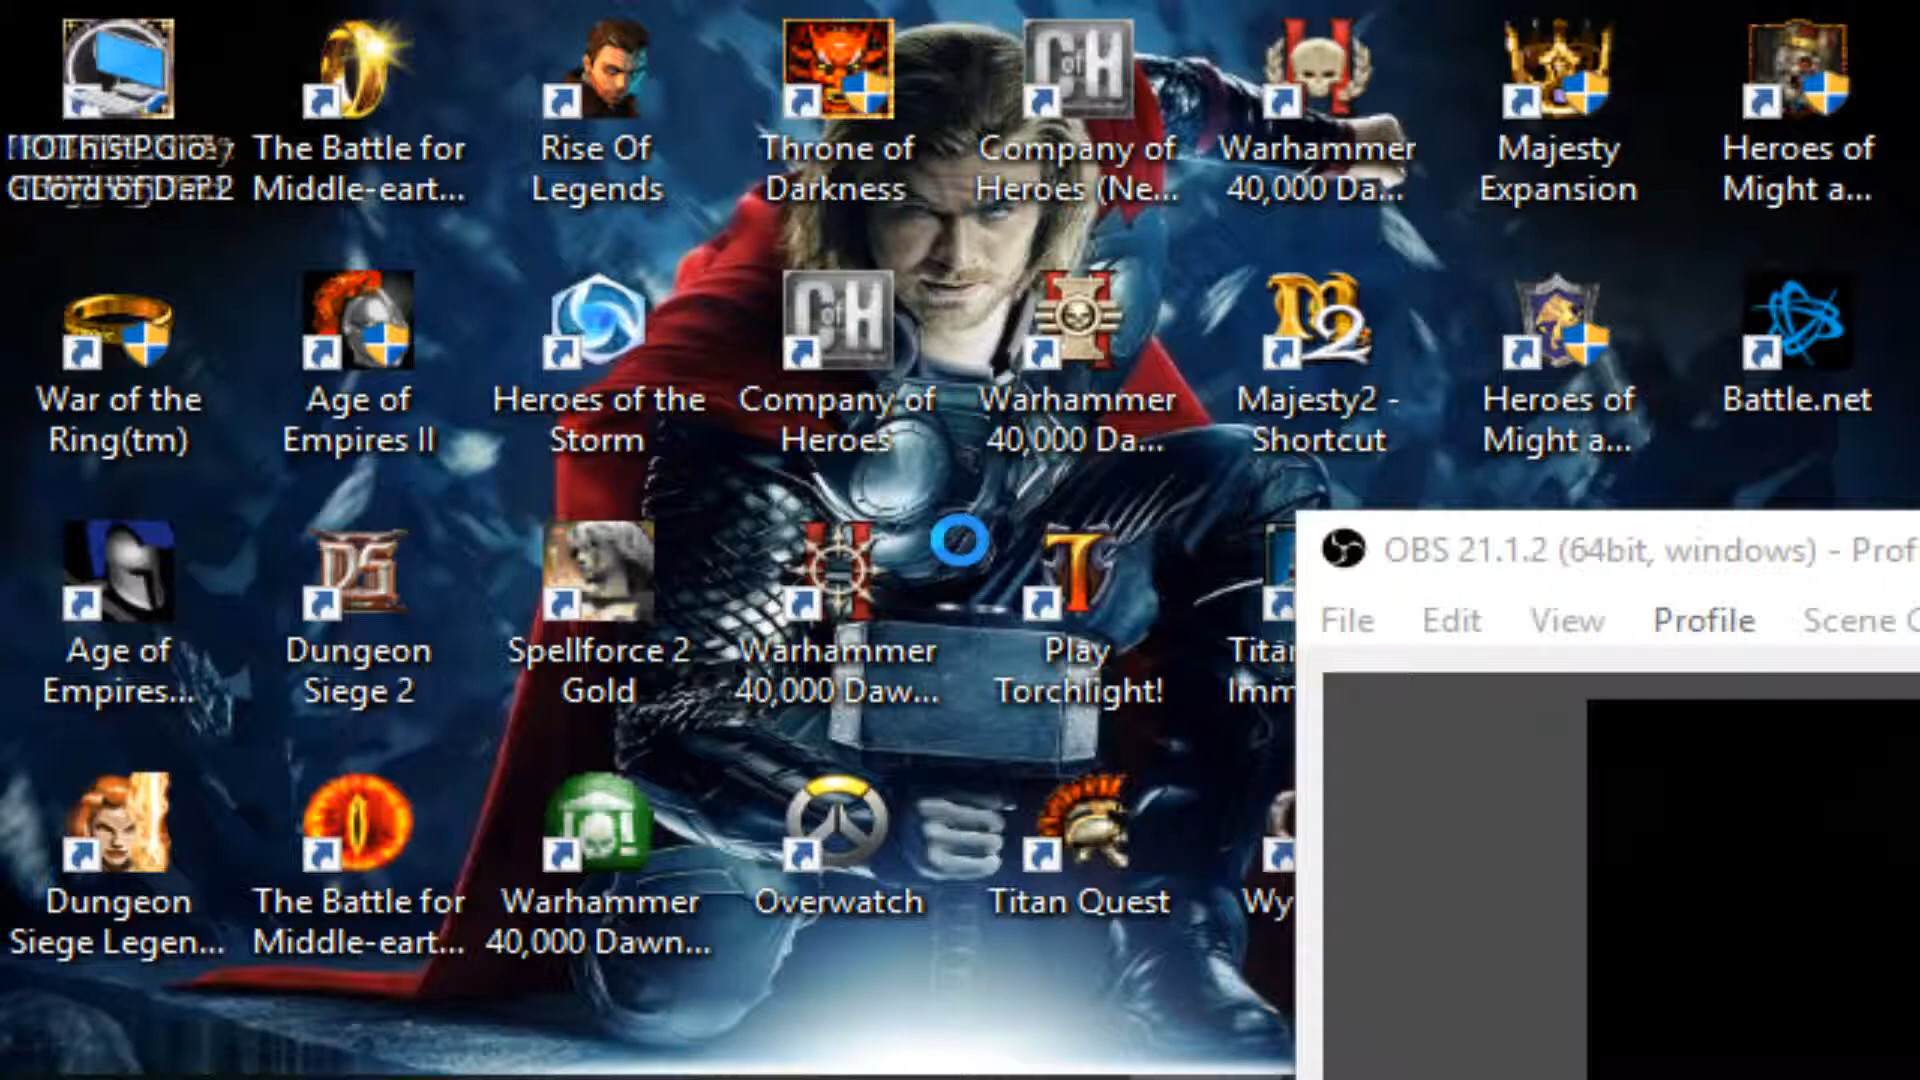 The Battle for
Middle-eart...
Rise Of
Legends
Throne of
Darkness
Company of
Heroes (Ne...
Warhammer
40,000 Da...
Majesty
Expansion
Heroes of
Might a...
War of the
Ring(tm)
Age of
Empires II
Heroes of the
Storm
Company of
Heroes
Warhammer
40,000 Da...
Majesty2 -
Shortcut
Heroes of
Might a...
Battle.net
Age of
Empires...
Dungeon
Siege 2
Spellforce 2
Gold
Warhammer
40,000 Daw...
Play
Torchlight!
Titan
Imm
OBS 21.1.2 (64bit, windows) - Prof
File Edit View Profile Scene C
Dungeon
Siege Legen...
The Battle for
Middle-eart...
Warhammer
40,000 Dawn...
Overwatch
Titan Quest
Wy